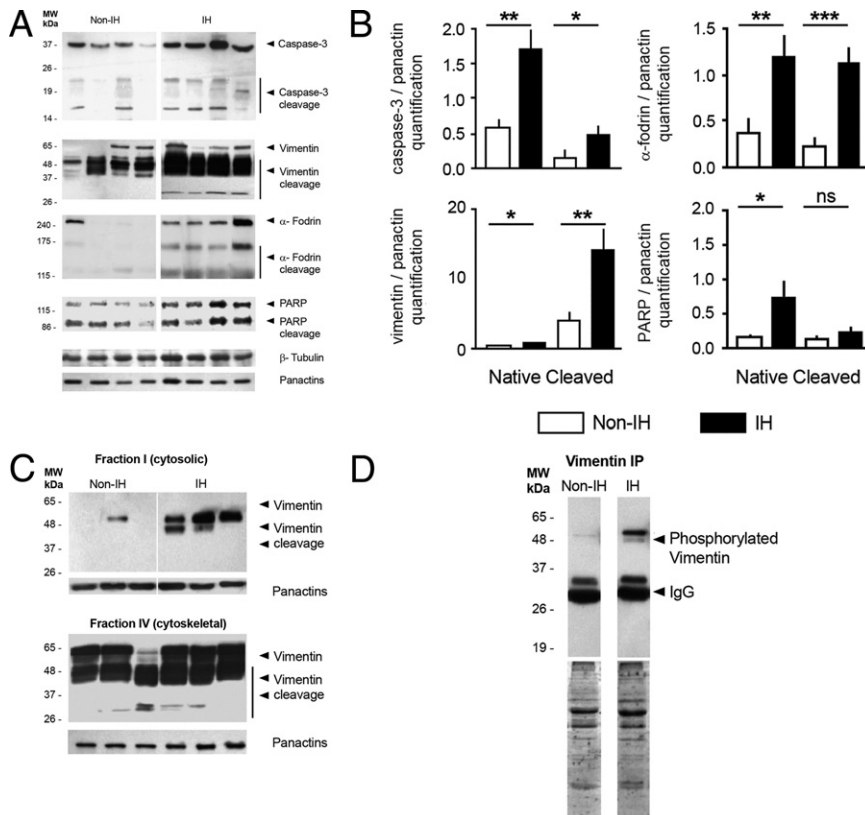 A
MW
kDa
Non-IH
IH
37 -
19 -
14 -
Caspase-3
Caspase-3
cleavage
65 -
48 -
37 -
Vimentin
Vimentin
cleavage
240 -
175 -
115 -
α- Fodrin
α- Fodrin
cleavage
115 -
86 -
PARP
PARP
cleavage
β- Tubulin
Panactins
B
caspase-3 / panactin
quantification
2.0
1.5
1.0
0.5
0.0
**
*
α-fodrin / panactin
quantification
2.0
1.5
1.0
0.5
0.0
**
***
vimentin / panactin
quantification
20
10
0
*
**
Native Cleaved
PARP / panactin
quantification
2.0
1.5
1.0
0.5
0.0
*
ns
Native Cleaved
Non-IH
IH
C
Fraction I (cytosolic)
MW
kDa
Non-IH
IH
65 -
48 -
37 -
26 -
Vimentin
Vimentin
cleavage
Panactins
Fraction IV (cytoskeletal)
65 -
48 -
37 -
26 -
Vimentin
Vimentin
cleavage
Panactins
D
Vimentin IP
MW
kDa
Non-IH
IH
65 -
48 -
37 -
26 -
19 -
Phosphorylated
Vimentin
IgG